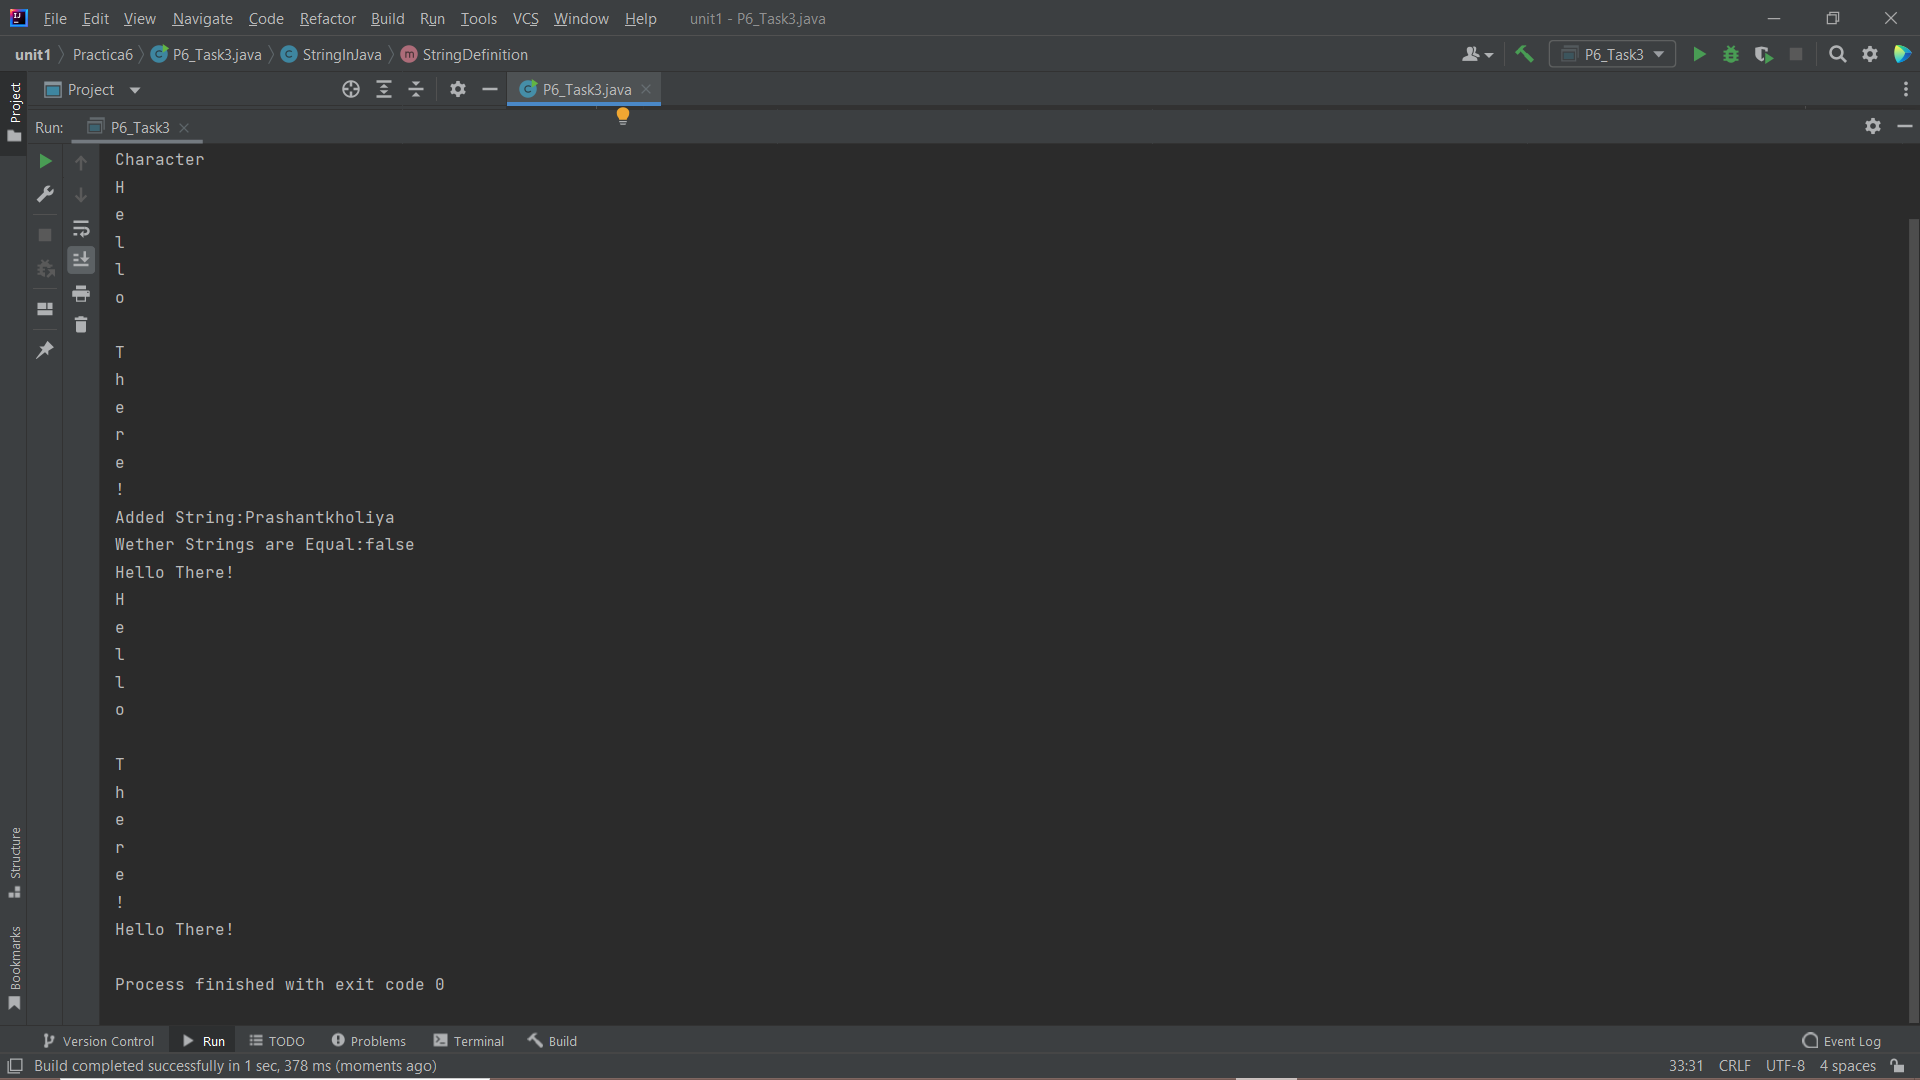 File Edit View Navigate Code Refactor Build Run Tools VCS Window Help unit1 - P6_Task3.java
unit1 Practica6 P6_Task3.java StringInJava StringDefinition P6_Task3
Project Project P6_Task3.java
Run: P6_Task3
Character
H
e
l
l
o
T
h
e
r
e
!
Added String:Prashantkholiya
Wether Strings are Equal:false
Hello There!
H
e
l
l
o
T
h
e
r
e
!
Hello There!
Process finished with exit code 0
Structure
Bookmarks
Version Control Run TODO Problems Terminal Build Event Log
Build completed successfully in 1 sec, 378 ms (moments ago) 33:31 CRLF UTF-8 4 spaces